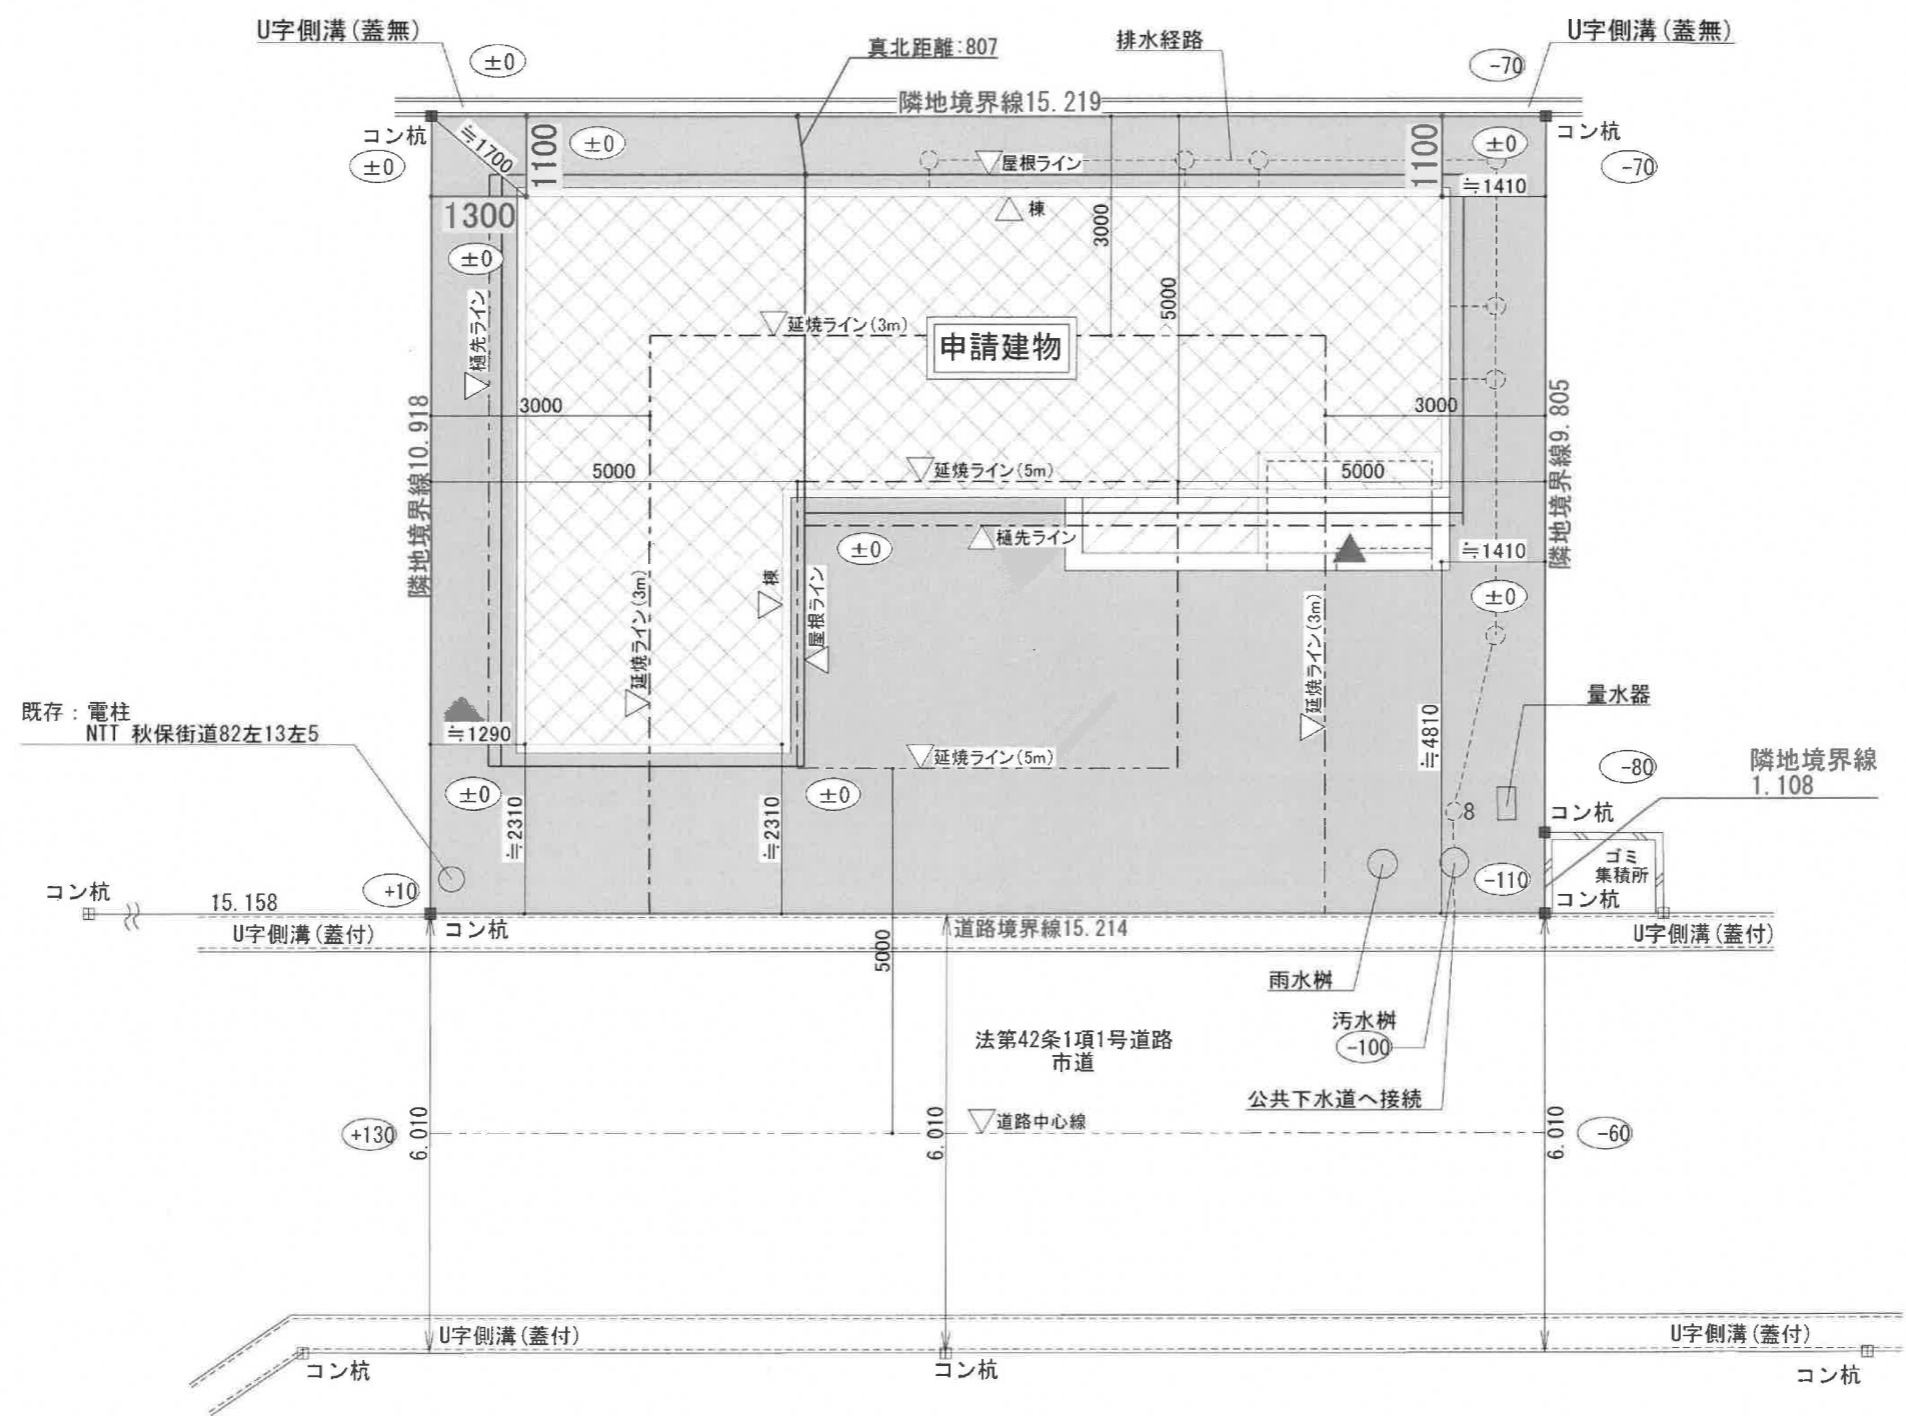 U字側溝(蓋無)
±0
真北距離:807
排水経路
-70
U字側溝(蓋無)
隣地境界線15.219
コン杭
≒1700
1100
±0
屋根ライン
1100
±0
コン杭
±0
-70
≒1410
1300
棟
3000
±0
5000
樋先ライン
延焼ライン(3m)
申請建物
3000
3000
隣地境界線10.918
隣地境界線9.805
5000
延焼ライン(5m)
5000
±0
樋先ライン
≒1410
延焼ライン(3m)
棟
屋根ライン
延焼ライン(3m)
±0
既存：電柱
NTT 秋保街道82左13左5
≒1290
≒4810
量水器
延焼ライン(5m)
-80
隣地境界線
1.108
±0
±0
≒2310
≒2310
8
コン杭
ゴミ
集積所
コン杭
15.158
+10
-110
コン杭
U字側溝(蓋付)
コン杭
道路境界線15.214
U字側溝(蓋付)
5000
雨水桝
汚水桝
-100
法第42条1項1号道路
市道
公共下水道へ接続
+130
6.010
6.010
道路中心線
6.010
-60
U字側溝(蓋付)
U字側溝(蓋付)
コン杭
コン杭
コン杭